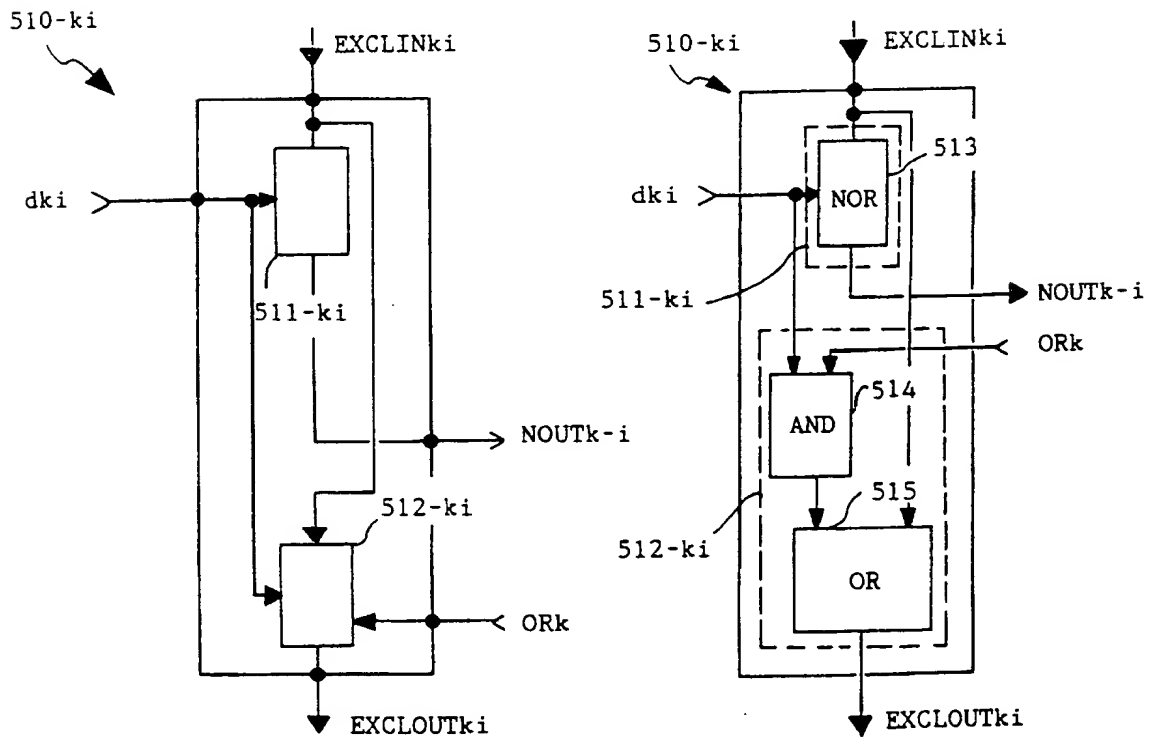 510-ki
EXCLINki
dki
511-ki
NOUTk-i
512-ki
ORk
EXCLOUTki
510-ki
EXCLINki
513
dki
NOR
511-ki
NOUTk-i
ORk
514
AND
515
512-ki
OR
EXCLOUTki